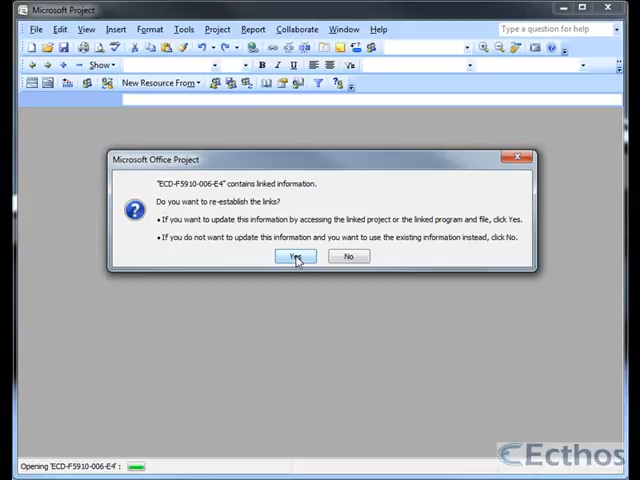 Microsoft Project
File Edit View Insert Format Tools Project Report Collaborate Window Help
Type a question for help
Show
New Resource From
B I U
Microsoft Office Project
"ECD-F5910-006-E4" contains linked information.
Do you want to re-establish the links?
• If you want to update this information by accessing the linked project or the linked program and file, click Yes.
• If you do not want to update this information and you want to use the existing information instead, click No.
Yes No
Opening 'ECD-F5910-006-E4' :
Ecthos